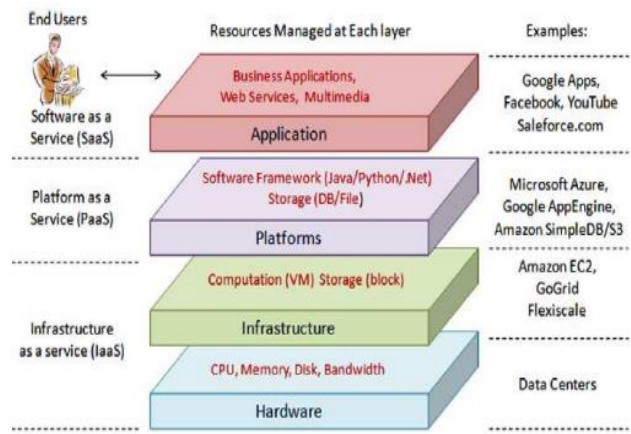 End Users
Resources Managed at Each layer
Examples:
Business Applications,
Web Services, Multimedia
Application
Software as a
Service (SaaS)
Google Apps,
Facebook, YouTube
Saleforce.com
Software Framework (Java/Python/.Net)
Storage (DB/File)
Platforms
Platform as a
Service (PaaS)
Microsoft Azure,
Google AppEngine,
Amazon SimpleDB/S3
Computation (VM) Storage (block)
Infrastructure
Amazon EC2,
GoGrid
Flexiscale
Infrastructure
as a service (IaaS)
CPU, Memory, Disk, Bandwidth
Hardware
Data Centers